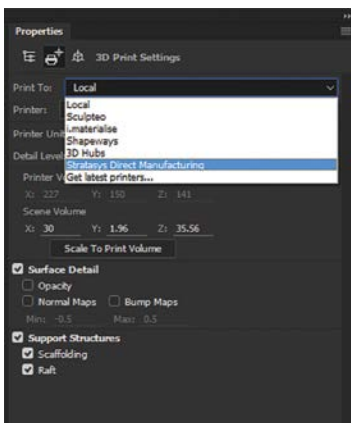 Properties
3D Print Settings
Print To: Local
Local
Sculpteo
i.materialise
Shapeways
3D Hubs
Stratasys Direct Manufacturing
Get latest printers...
Printer:
Printer Unit
Detail Level
Printer Vo
X: 227 Y: 150 Z: 141
Scene Volume
X: 30 Y: 1.96 Z: 35.56
Scale To Print Volume
Surface Detail
Opacity
Normal Maps Bump Maps
Min: -0.5 Max: 0.5
Support Structures
Scaffolding
Raft